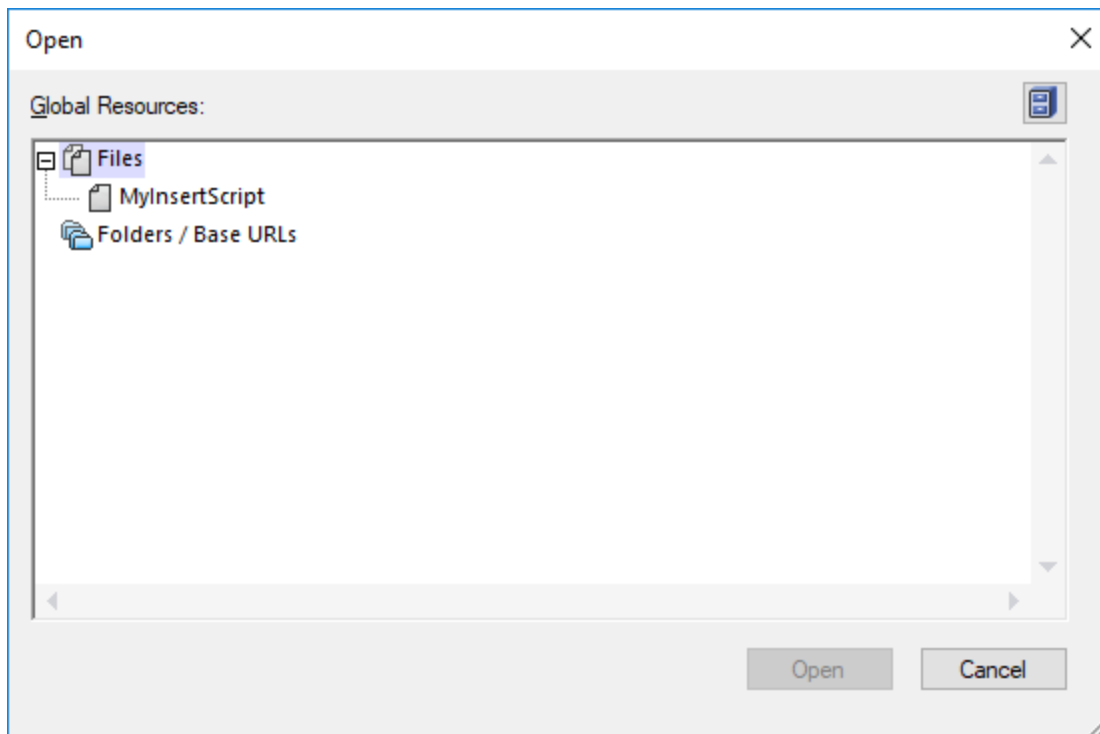 Open
Global Resources:
Files
MyInsertScript
Folders / Base URLs
Open Cancel